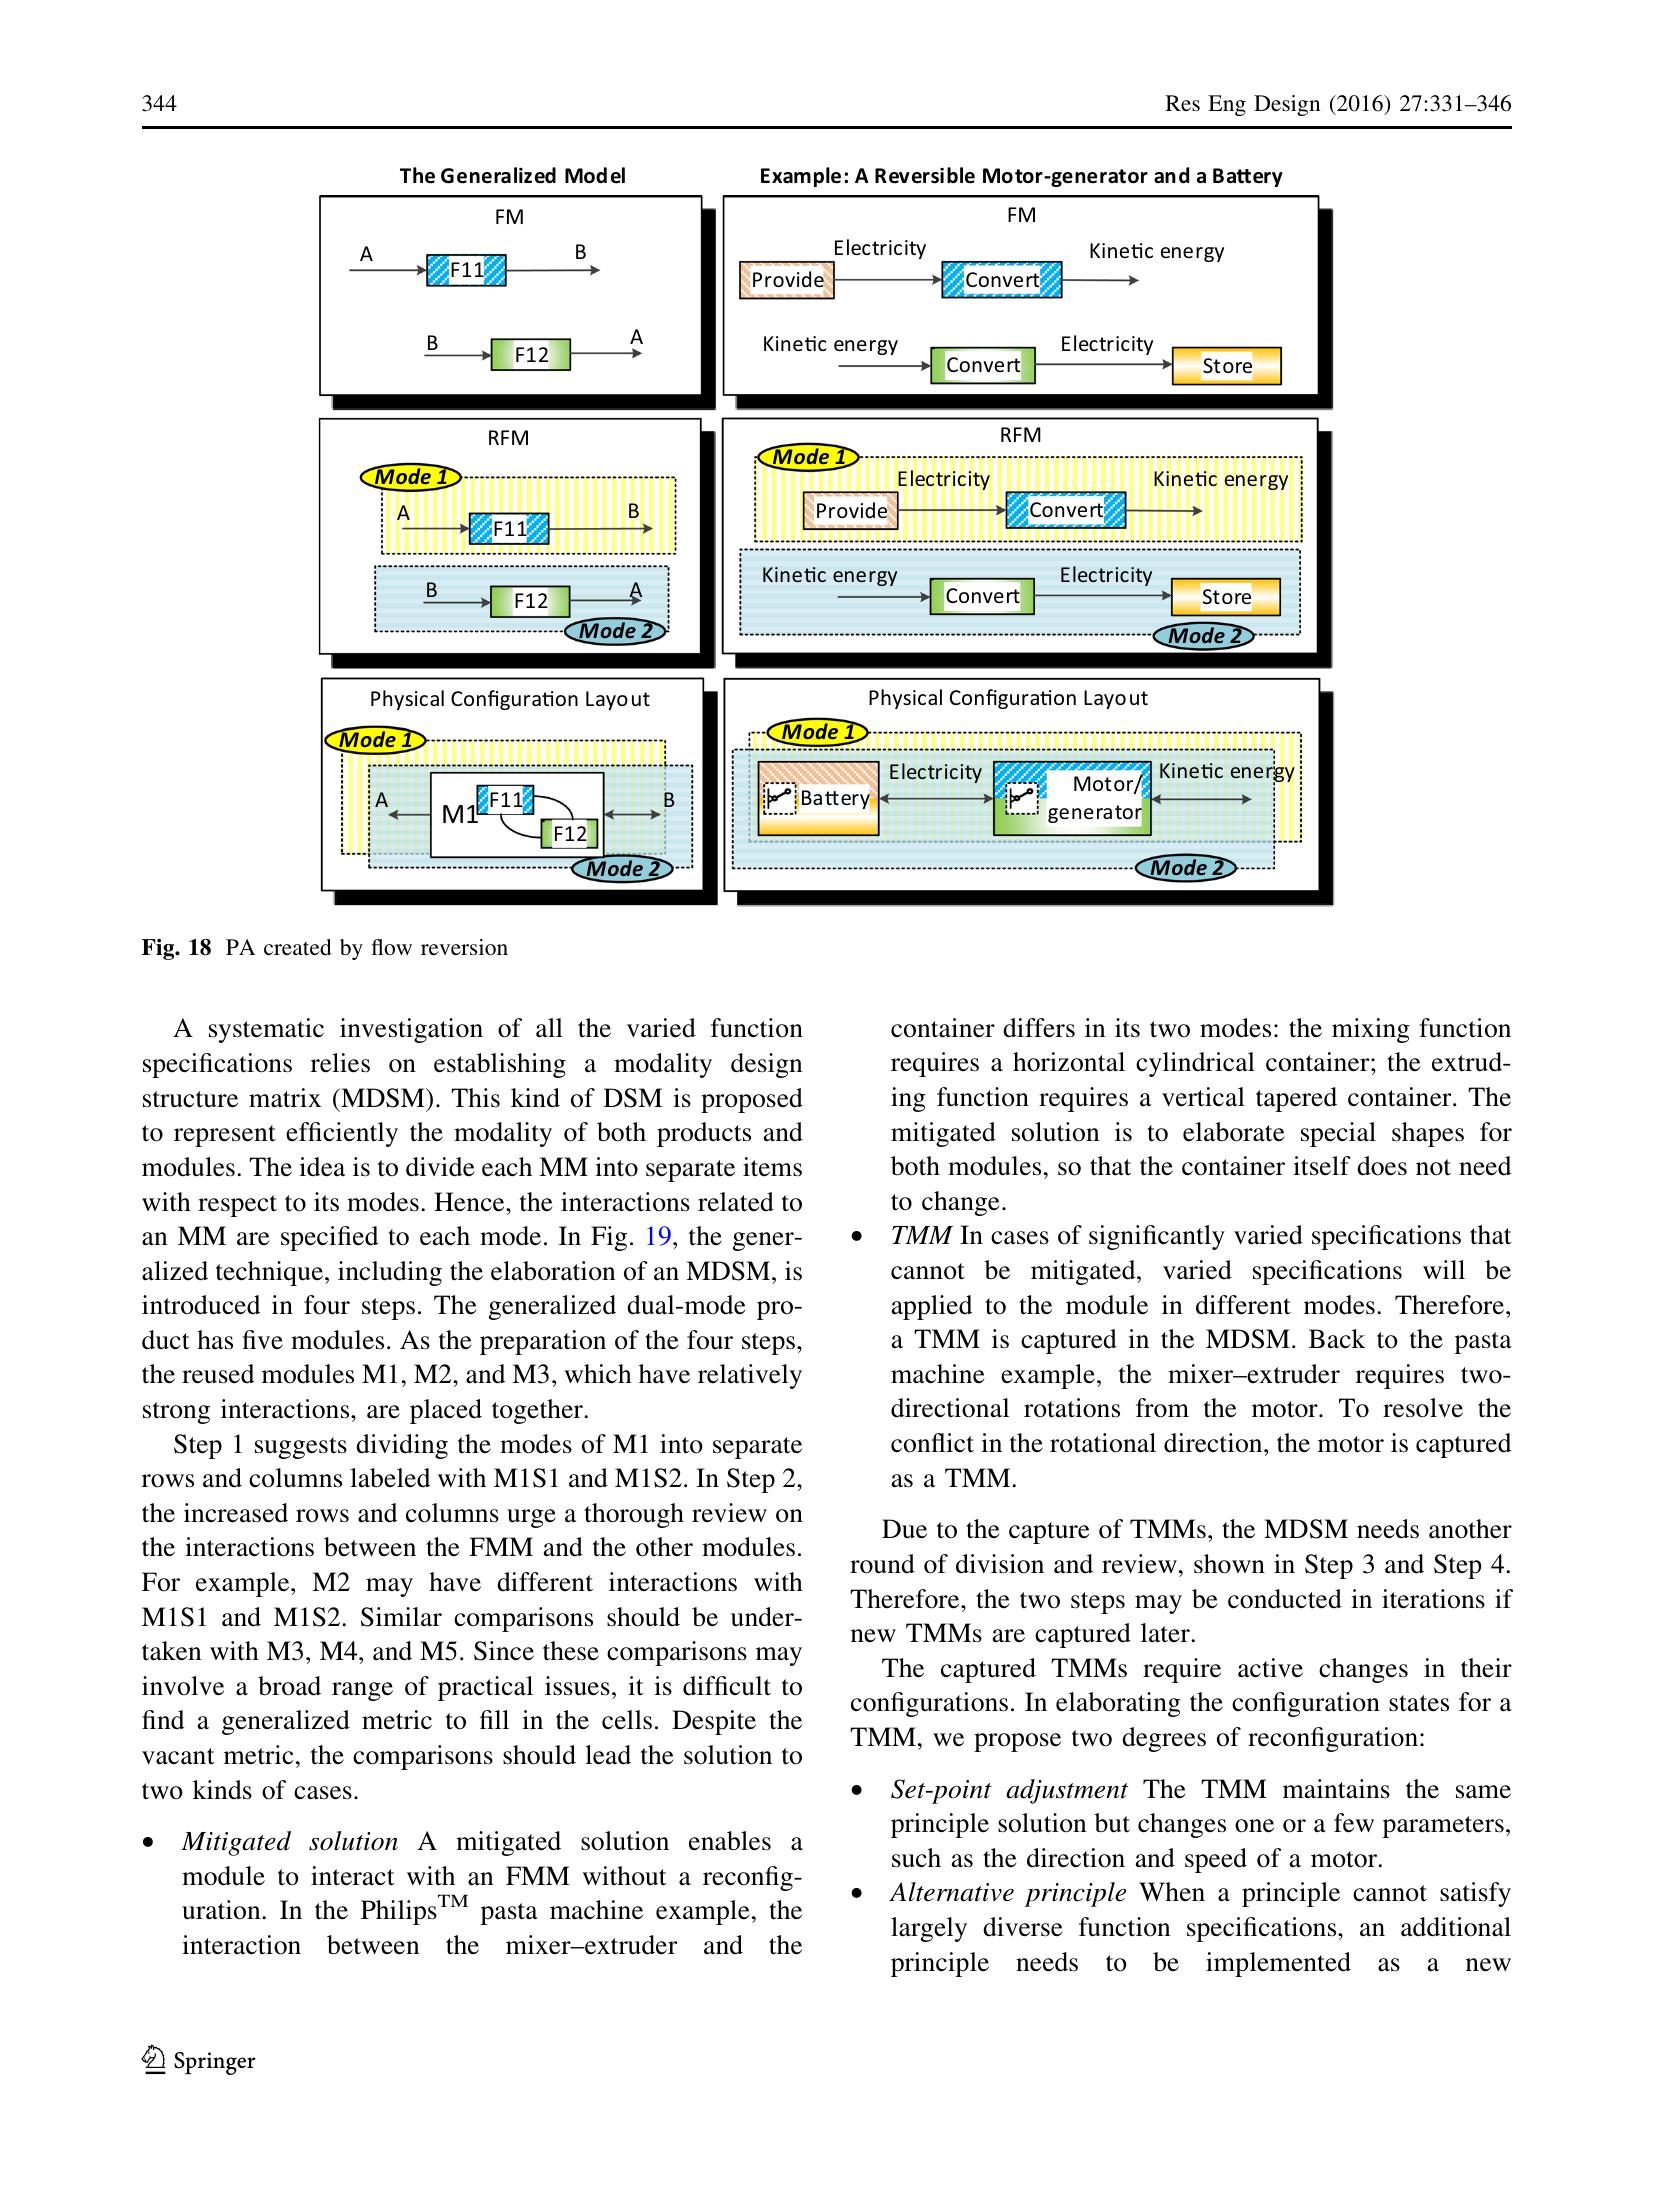 344
Res Eng Design (2016) 27:331–346
The Generalized Model
Example: A Reversible Motor-generator and a Battery
FM
A
F11
B
B
F12
A
FM
Provide
Electricity
Convert
Kinetic energy
Kinetic energy
Convert
Electricity
Store
RFM
Mode 1
A
F11
B
B
F12
A
Mode 2
RFM
Mode 1
Provide
Electricity
Convert
Kinetic energy
Kinetic energy
Convert
Electricity
Store
Mode 2
Physical Configuration Layout
Mode 1
A
M1
F11
F12
B
Mode 2
Physical Configuration Layout
Mode 1
Battery
Electricity
Motor/
generator
Kinetic energy
Mode 2
Fig. 18 PA created by flow reversion
A systematic investigation of all the varied function
specifications relies on establishing a modality design
structure matrix (MDSM). This kind of DSM is proposed
to represent efficiently the modality of both products and
modules. The idea is to divide each MM into separate items
with respect to its modes. Hence, the interactions related to
an MM are specified to each mode. In Fig. 19, the gener-
alized technique, including the elaboration of an MDSM, is
introduced in four steps. The generalized dual-mode pro-
duct has five modules. As the preparation of the four steps,
the reused modules M1, M2, and M3, which have relatively
strong interactions, are placed together.
Step 1 suggests dividing the modes of M1 into separate
rows and columns labeled with M1S1 and M1S2. In Step 2,
the increased rows and columns urge a thorough review on
the interactions between the FMM and the other modules.
For example, M2 may have different interactions with
M1S1 and M1S2. Similar comparisons should be under-
taken with M3, M4, and M5. Since these comparisons may
involve a broad range of practical issues, it is difficult to
find a generalized metric to fill in the cells. Despite the
vacant metric, the comparisons should lead the solution to
two kinds of cases.
• Mitigated solution A mitigated solution enables a
module to interact with an FMM without a reconfig-
uration. In the Philips™ pasta machine example, the
interaction between the mixer–extruder and the
container differs in its two modes: the mixing function
requires a horizontal cylindrical container; the extrud-
ing function requires a vertical tapered container. The
mitigated solution is to elaborate special shapes for
both modules, so that the container itself does not need
to change.
• TMM In cases of significantly varied specifications that
cannot be mitigated, varied specifications will be
applied to the module in different modes. Therefore,
a TMM is captured in the MDSM. Back to the pasta
machine example, the mixer–extruder requires two-
directional rotations from the motor. To resolve the
conflict in the rotational direction, the motor is captured
as a TMM.
Due to the capture of TMMs, the MDSM needs another
round of division and review, shown in Step 3 and Step 4.
Therefore, the two steps may be conducted in iterations if
new TMMs are captured later.
The captured TMMs require active changes in their
configurations. In elaborating the configuration states for a
TMM, we propose two degrees of reconfiguration:
• Set-point adjustment The TMM maintains the same
principle solution but changes one or a few parameters,
such as the direction and speed of a motor.
• Alternative principle When a principle cannot satisfy
largely diverse function specifications, an additional
principle needs to be implemented as a new
Springer